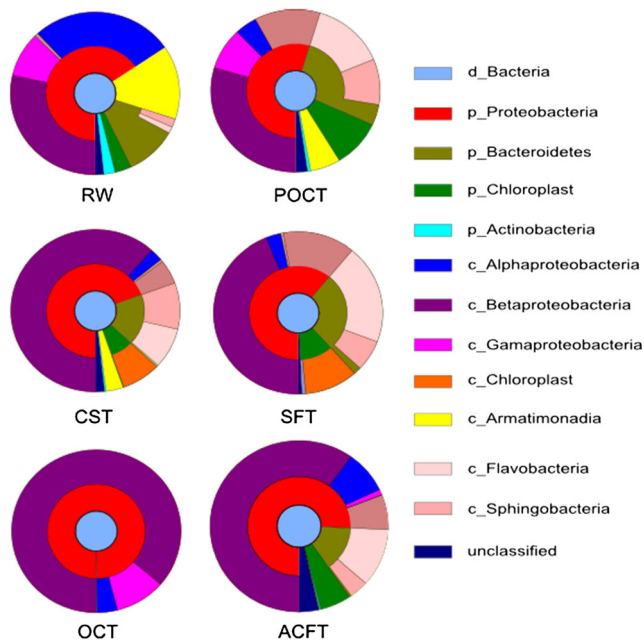 RW
POCT
CST
SFT
OCT
ACFT
d_Bacteria
p_Proteobacteria
p_Bacteroidetes
p_Chloroplast
p_Actinobacteria
c_Alphaproteobacteria
c_Betaproteobacteria
c_Gamaproteobacteria
c_Chloroplast
c_Armatimonadia
c_Flavobacteria
c_Sphingobacteria
unclassified